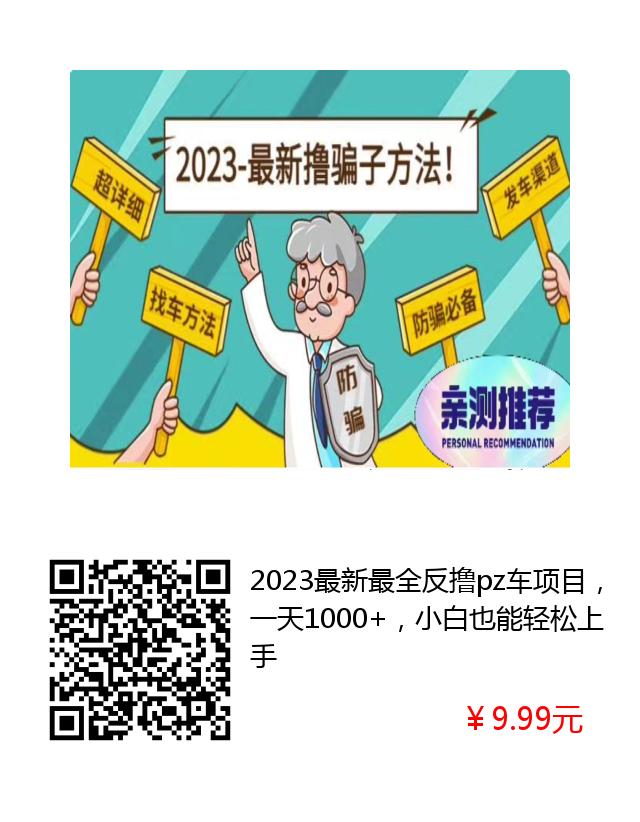 2023-最新撸骗子方法！
超详细
发车渠道
找车方法
防骗必备
防
骗
亲测推荐
PERSONAL RECOMMENDATION
2023最新最全反撸pz车项目，
一天1000+，小白也能轻松上
手
￥9.99元